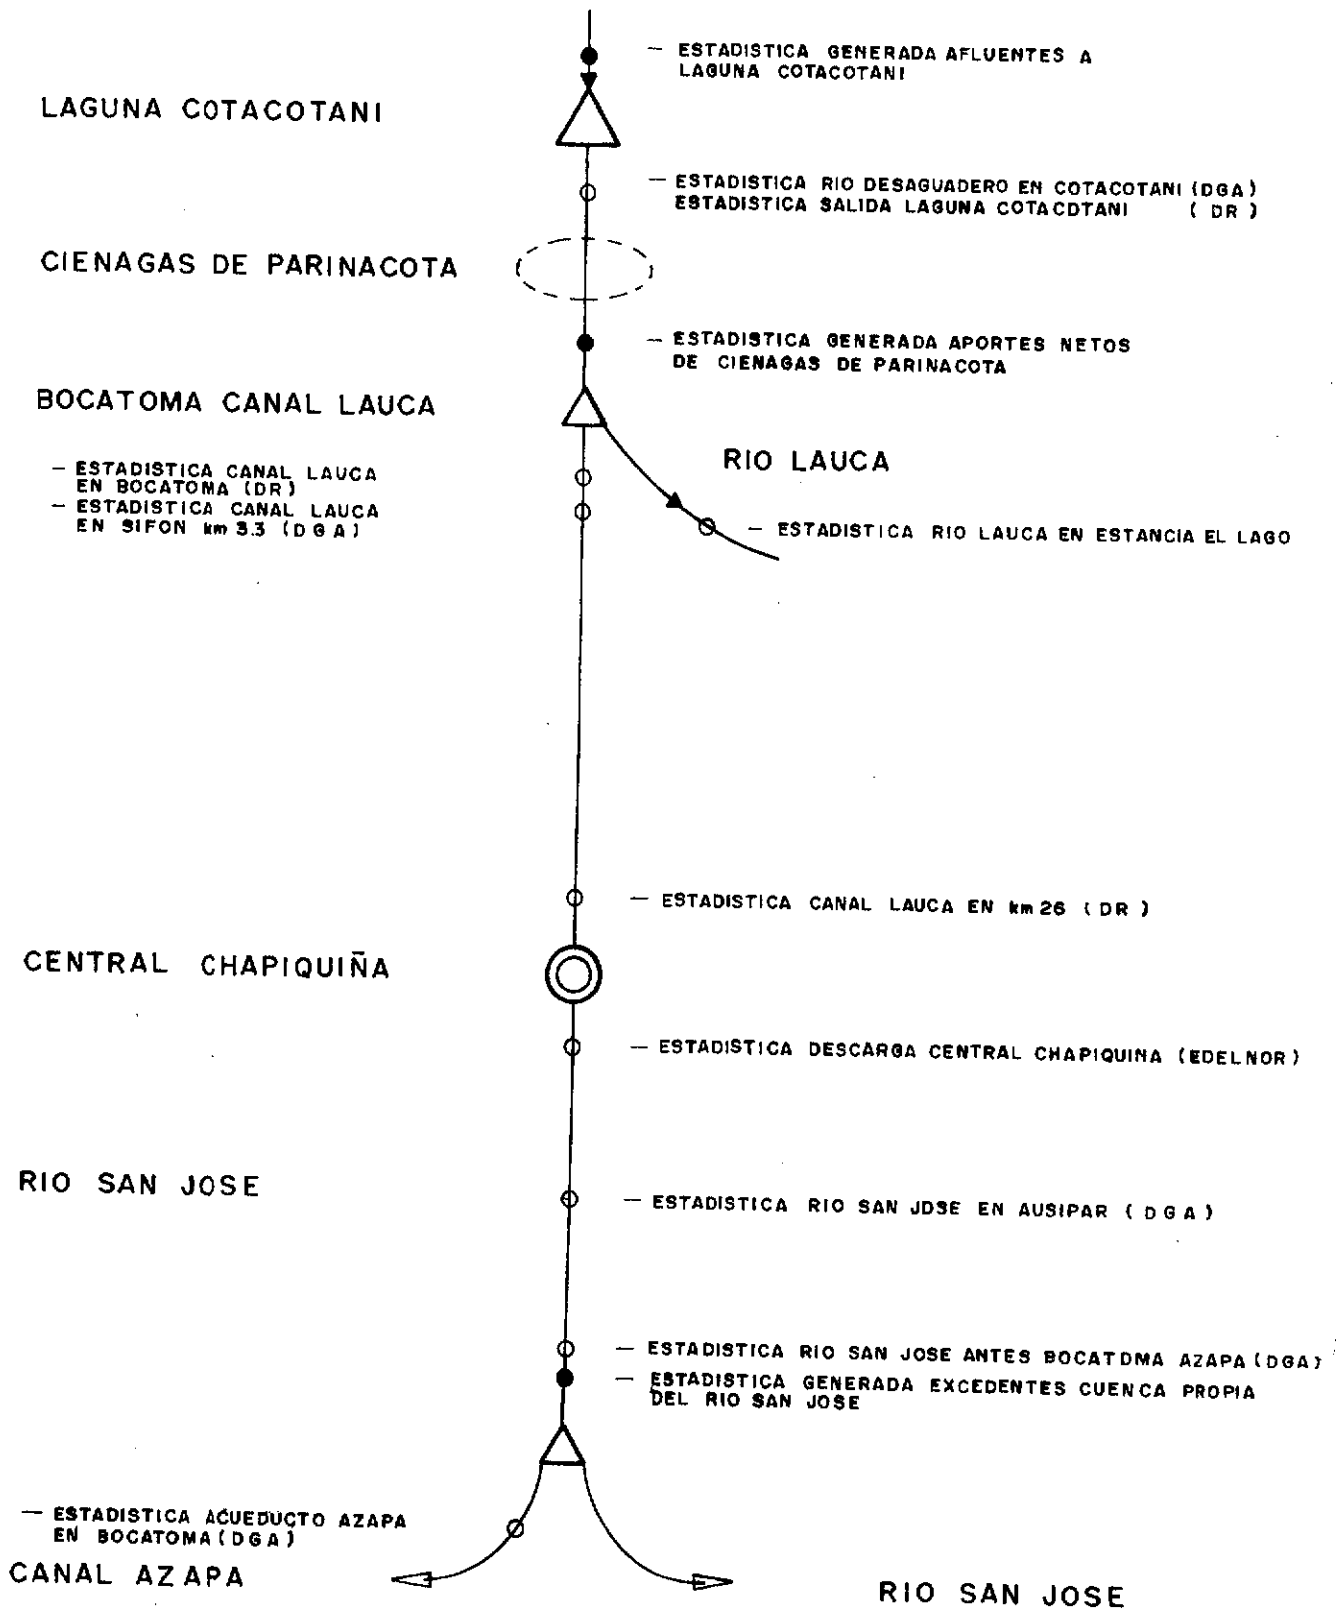 — ESTADISTICA GENERADA AFLUENTES A
LAGUNA COTACOTANI
LAGUNA COTACOTANI
— ESTADISTICA RIO DESAGUADERO EN COTACOTANI (DGA)
ESTADISTICA SALIDA LAGUNA COTACOTANI ( DR )
CIENAGAS DE PARINACOTA
— ESTADISTICA GENERADA APORTES NETOS
DE CIENAGAS DE PARINACOTA
BOCATOMA CANAL LAUCA
RIO LAUCA
— ESTADISTICA CANAL LAUCA
EN BOCATOMA (DR)
— ESTADISTICA CANAL LAUCA
EN SIFON km 3.3 (DGA)
— ESTADISTICA RIO LAUCA EN ESTANCIA EL LAGO
— ESTADISTICA CANAL LAUCA EN km 26 ( DR )
CENTRAL CHAPIQUIÑA
— ESTADISTICA DESCARGA CENTRAL CHAPIQUINA (EDELNOR)
RIO SAN JOSE
— ESTADISTICA RIO SAN JOSE EN AUSIPAR ( DGA )
— ESTADISTICA RIO SAN JOSE ANTES BOCATOMA AZAPA (DGA)
— ESTADISTICA GENERADA EXCEDENTES CUENCA PROPIA
DEL RIO SAN JOSE
— ESTADISTICA ACUEDUCTO AZAPA
EN BOCATOMA (DGA)
CANAL AZAPA
RIO SAN JOSE